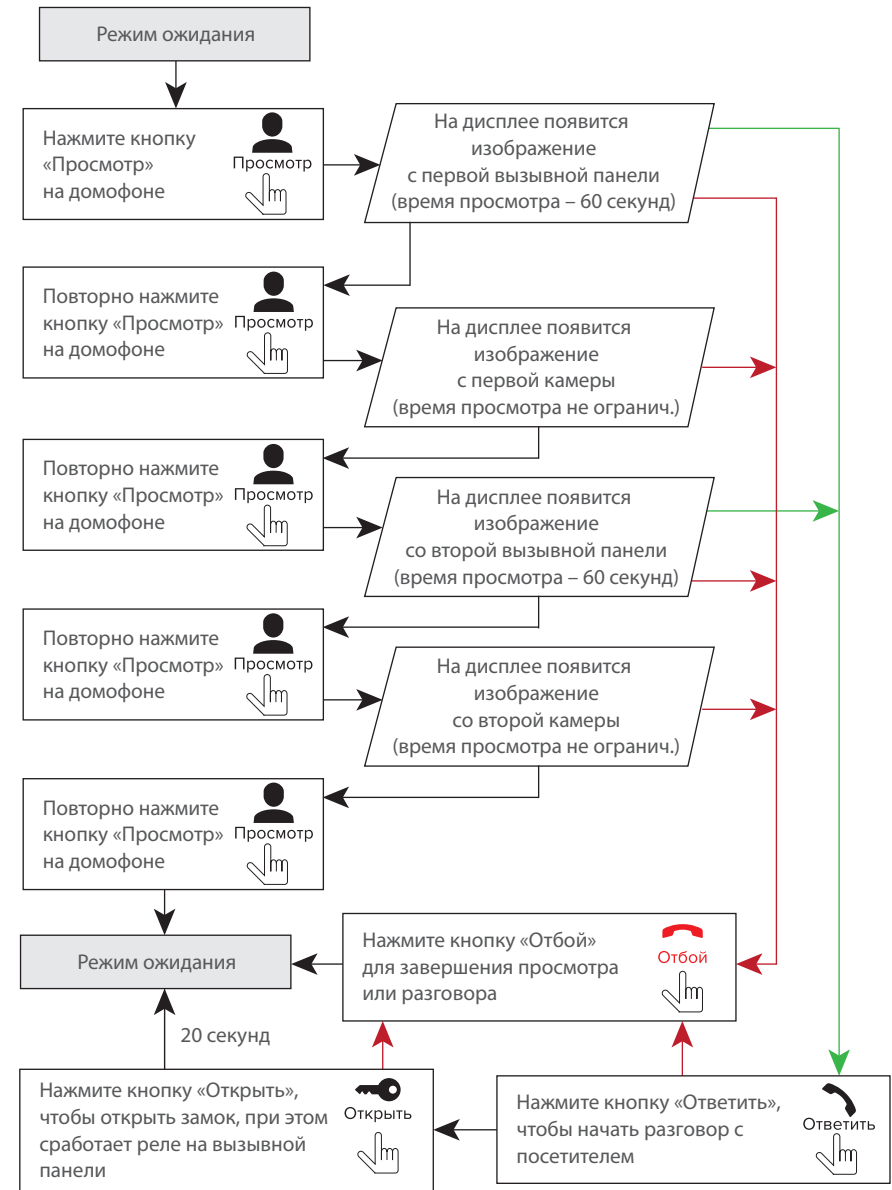 Режим ожидания
Нажмите кнопку
«Просмотр»
на домофоне
Просмотр
На дисплее появится
изображение
с первой вызывной панели
(время просмотра – 60 секунд)
Повторно нажмите
кнопку «Просмотр»
на домофоне
Просмотр
На дисплее появится
изображение
с первой камеры
(время просмотра не огранич.)
Повторно нажмите
кнопку «Просмотр»
на домофоне
Просмотр
На дисплее появится
изображение
со второй вызывной панели
(время просмотра – 60 секунд)
Повторно нажмите
кнопку «Просмотр»
на домофоне
Просмотр
На дисплее появится
изображение
со второй камеры
(время просмотра не огранич.)
Повторно нажмите
кнопку «Просмотр»
на домофоне
Просмотр
Режим ожидания
Нажмите кнопку «Отбой»
для завершения просмотра
или разговора
Отбой
20 секунд
Нажмите кнопку «Открыть»,
чтобы открыть замок, при этом
сработает реле на вызывной
панели
Открыть
Нажмите кнопку «Ответить»,
чтобы начать разговор с
посетителем
Ответить